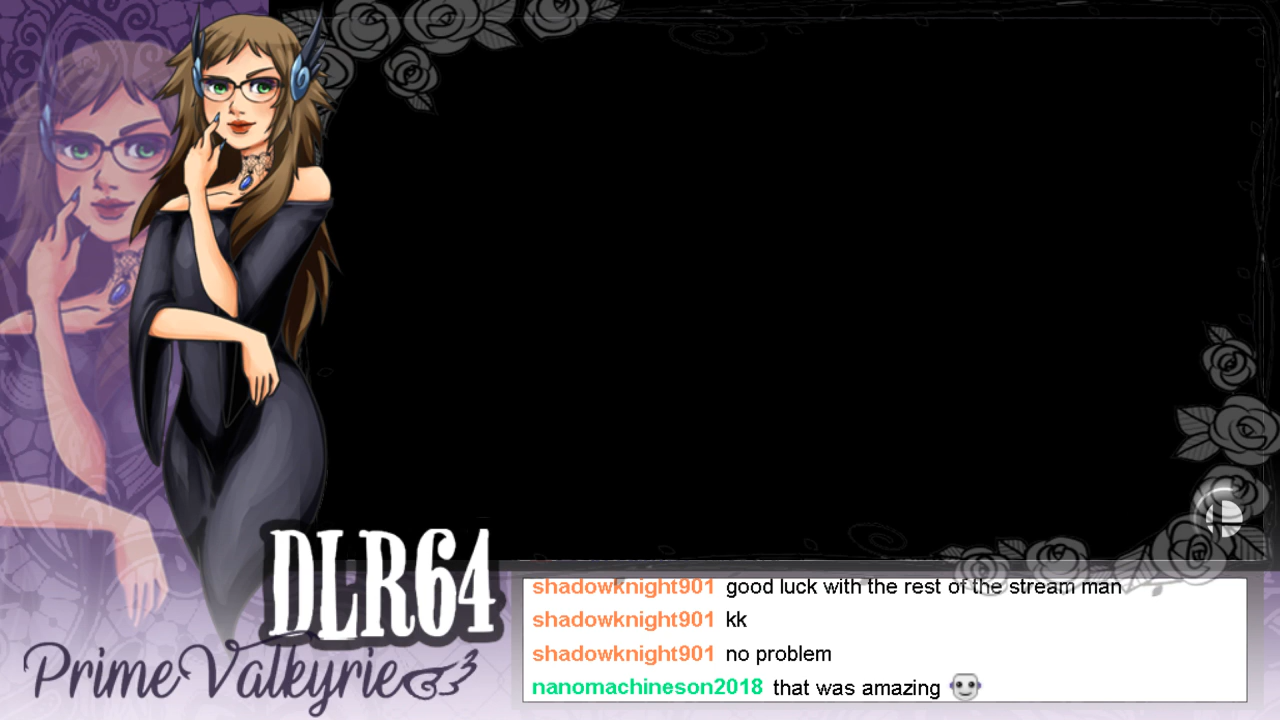 DLR64
PrimeValkyrie<3
shadowknight901 good luck with the rest of the stream man
shadowknight901 kk
shadowknight901 no problem
nanomachineson2018 that was amazing